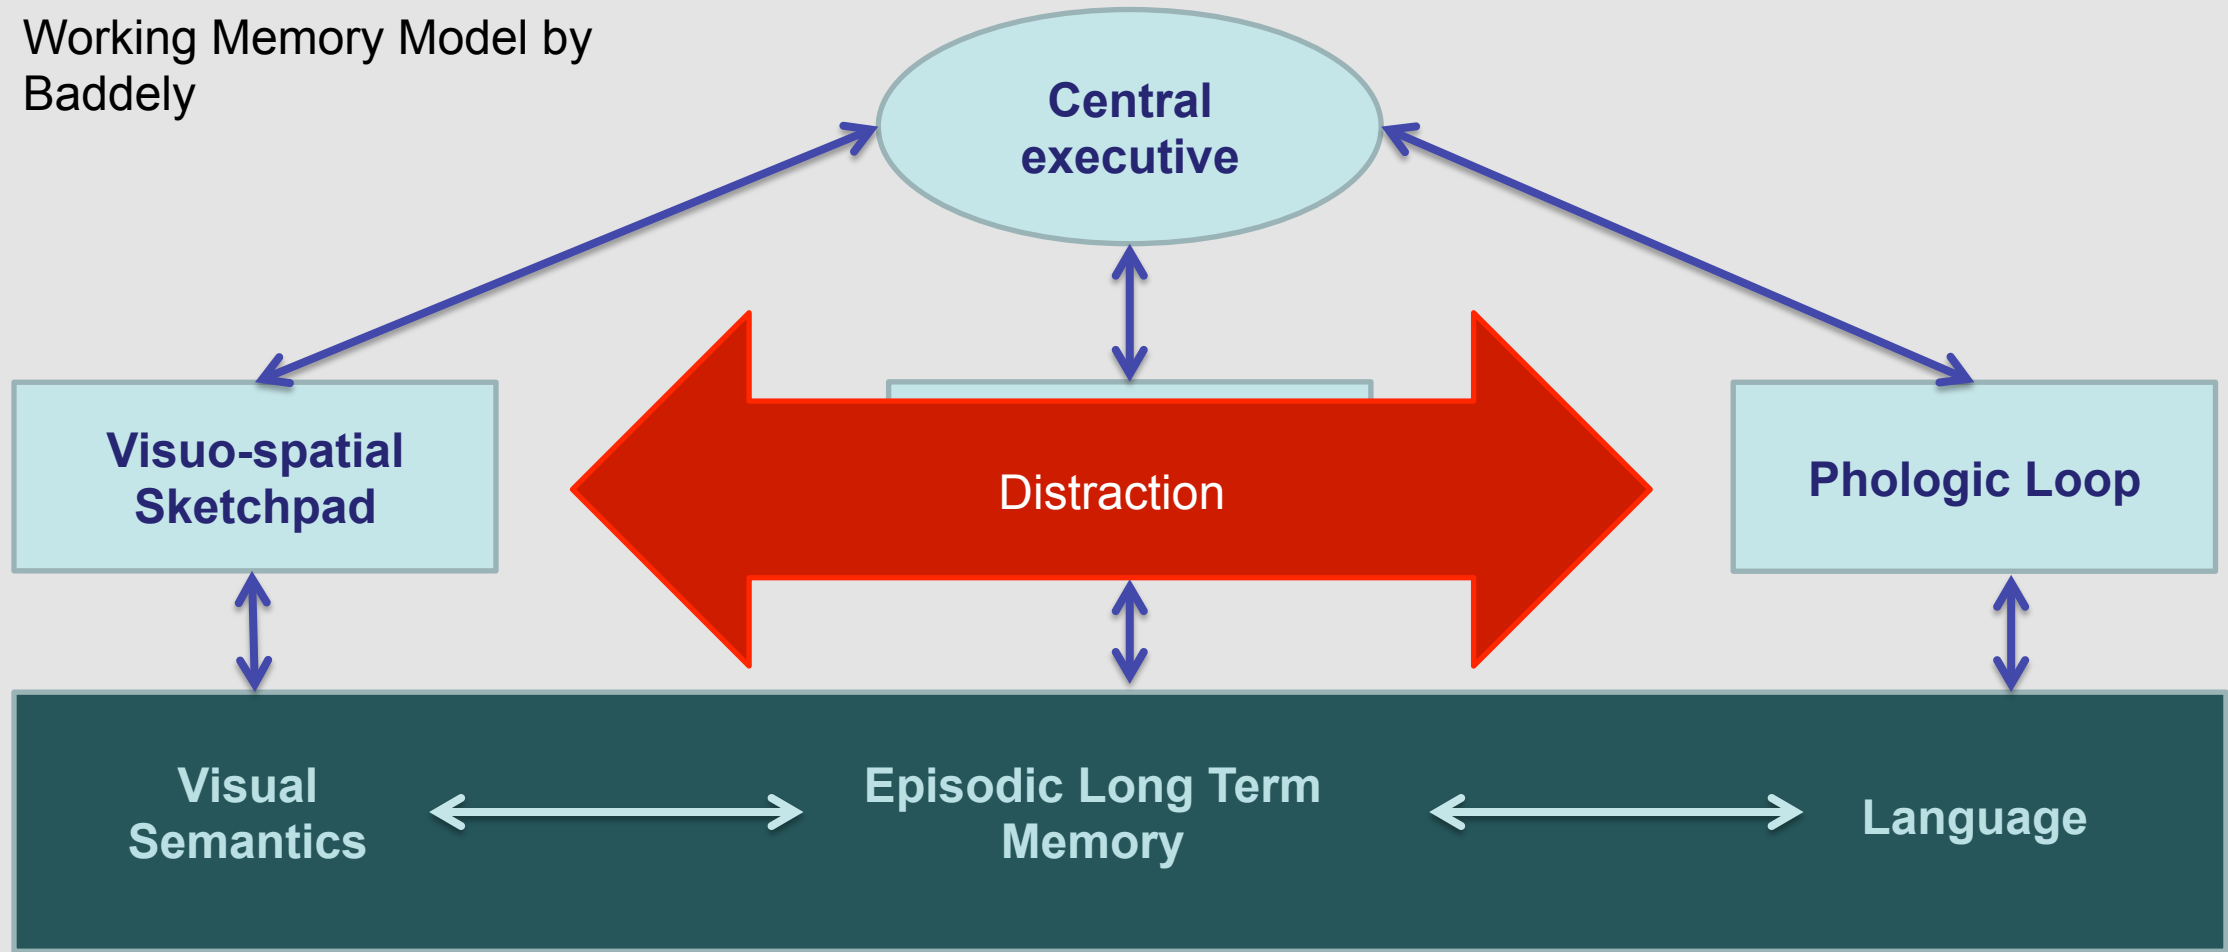 Working Memory Model by
Baddely
Central
executive
Visuo-spatial
Sketchpad
Distraction
Phologic Loop
Visual
Semantics
Episodic Long Term
Memory
Language